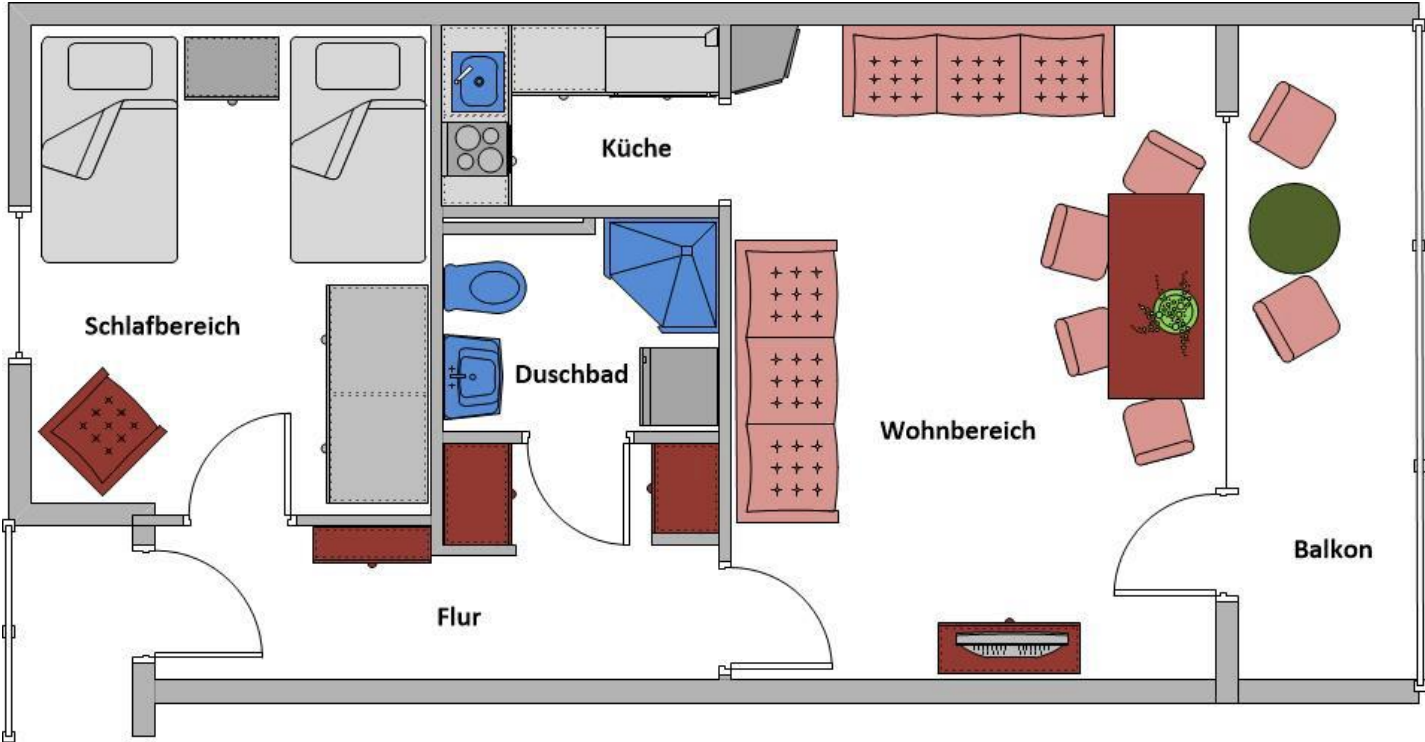 Küche
Schlafbereich
Duschbad
Wohnbereich
Balkon
Flur